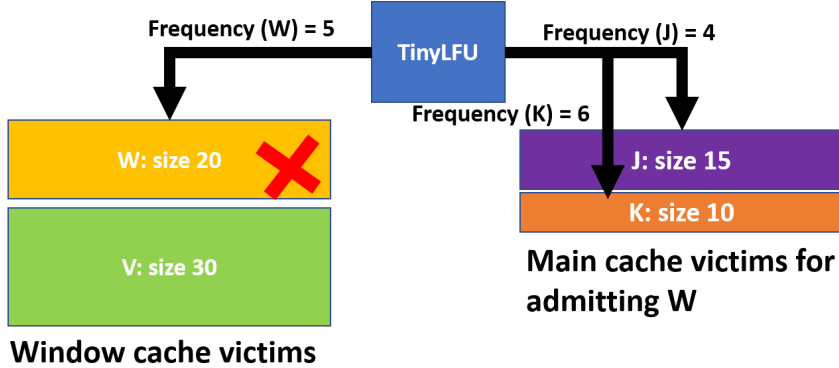 Frequency (W) = 5
TinyLFU
Frequency (J) = 4
Frequency (K) = 6
W: size 20
J: size 15
K: size 10
V: size 30
Main cache victims for
admitting W
Window cache victims